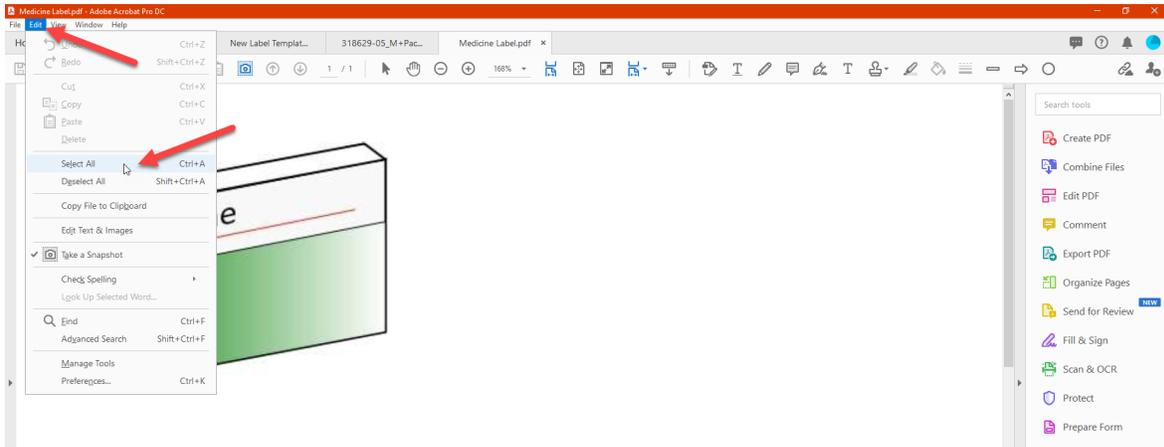 Medicine Label.pdf - Adobe Acrobat Pro DC
File Edit View Window Help
New Label Templat... 318629-05_M+Pac... Medicine Label.pdf ×
1 / 1 168%
Ctrl+Z
Redo Shift+Ctrl+Z
Cut Ctrl+X
Copy Ctrl+C
Paste Ctrl+V
Delete
Select All Ctrl+A
Deselect All Shift+Ctrl+A
Copy File to Clipboard
Edit Text & Images
Take a Snapshot
Check Spelling
Look Up Selected Word...
Find Ctrl+F
Advanced Search Shift+Ctrl+F
Manage Tools
Preferences... Ctrl+K
e
Search tools
Create PDF
Combine Files
Edit PDF
Comment
Export PDF
Organize Pages
NEW
Send for Review
Fill & Sign
Scan & OCR
Protect
Prepare Form